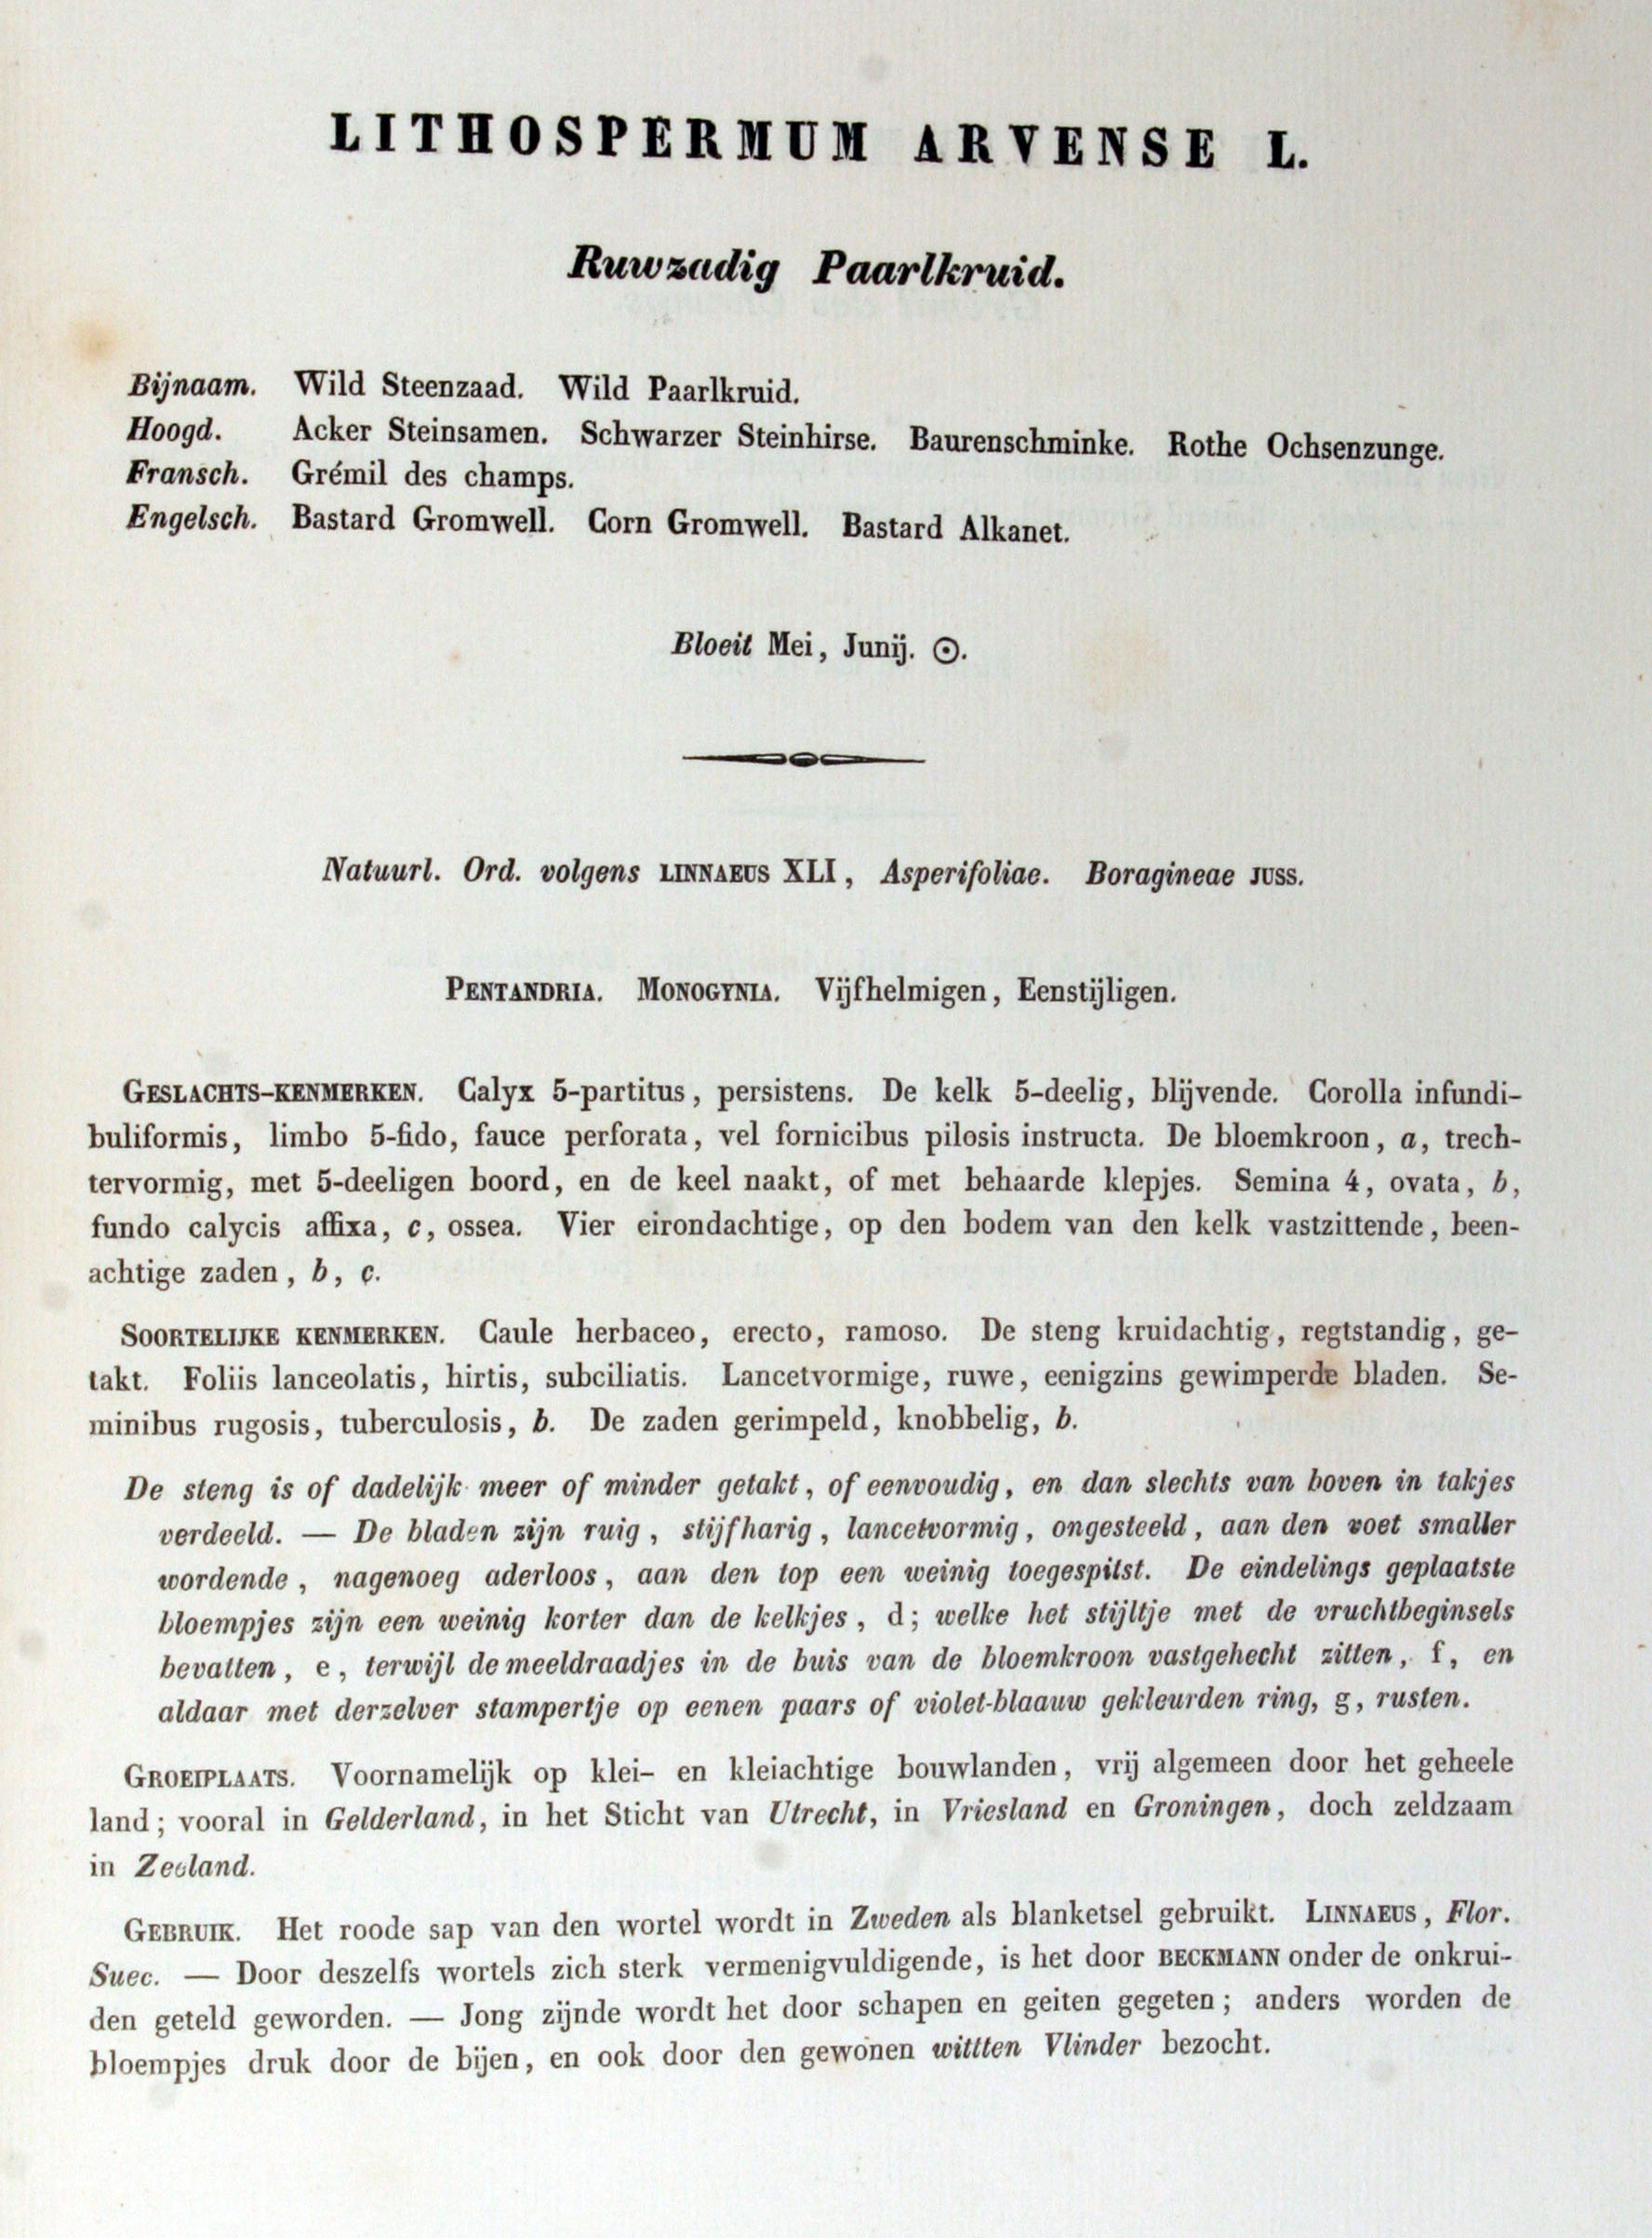 LITHOSPERMUM ARVENSE L.
Ruwzadig Paarlkruid.
Bijnaam. Wild Steenzaad. Wild Paarlkruid.
Hoogd. Acker Steinsamen. Schwarzer Steinhirse. Baurenschminke. Rothe Ochsenzunge.
Fransch. Grémil des champs.
Engelsch. Bastard Gromwell. Corn Gromwell. Bastard Alkanet.
Bloeit Mei, Junij. ⊙.
Natuurl. Ord. volgens LINNAEUS XLI, Asperifoliae. Boragineae JUSS.
PENTANDRIA. MONOGYNIA. Vijfhelmigen, Eenstijligen.
GESLACHTS-KENMERKEN. Calyx 5-partitus, persistens. De kelk 5-deelig, blijvende. Corolla infundi-
buliformis, limbo 5-fido, fauce perforata, vel fornicibus pilosis instructa. De bloemkroon, a, trech-
tervormig, met 5-deeligen boord, en de keel naakt, of met behaarde klepjes. Semina 4, ovata, b,
fundo calycis affixa, c, ossea. Vier eirondachtige, op den bodem van den kelk vastzittende, been-
achtige zaden, b, c.
SOORTELIJKE KENMERKEN. Caule herbaceo, erecto, ramoso. De steng kruidachtig, regtstandig, ge-
takt. Foliis lanceolatis, hirtis, subciliatis. Lancetvormige, ruwe, eenigzins gewimperde bladen. Se-
minibus rugosis, tuberculosis, b. De zaden gerimpeld, knobbelig, b.
De steng is of dadelijk meer of minder getakt, of eenvoudig, en dan slechts van boven in takjes
verdeeld. — De bladen zijn ruig, stijfharig, lancetvormig, ongesteeld, aan den voet smaller
wordende, nagenoeg aderloos, aan den top een weinig toegespitst. De eindelings geplaatste
bloempjes zijn een weinig korter dan de kelkjes, d; welke het stijltje met de vruchtbeginsels
bevatten, e, terwijl de meeldraadjes in de buis van de bloemkroon vastgehecht zitten, f, en
aldaar met derzelver stampertje op eenen paars of violet-blaauw gekleurden ring, g, rusten.
GROEIPLAATS. Voornamelijk op klei- en kleiachtige bouwlanden, vrij algemeen door het geheele
land; vooral in Gelderland, in het Sticht van Utrecht, in Vriesland en Groningen, doch zeldzaam
in Zeeland.
GEBRUIK. Het roode sap van den wortel wordt in Zweden als blanketsel gebruikt. LINNAEUS, Flor.
Suec. — Door deszelfs wortels zich sterk vermenigvuldigende, is het door BECKMANN onder de onkrui-
den geteld geworden. — Jong zijnde wordt het door schapen en geiten gegeten; anders worden de
bloempjes druk door de bijen, en ook door den gewonen wittten Vlinder bezocht.